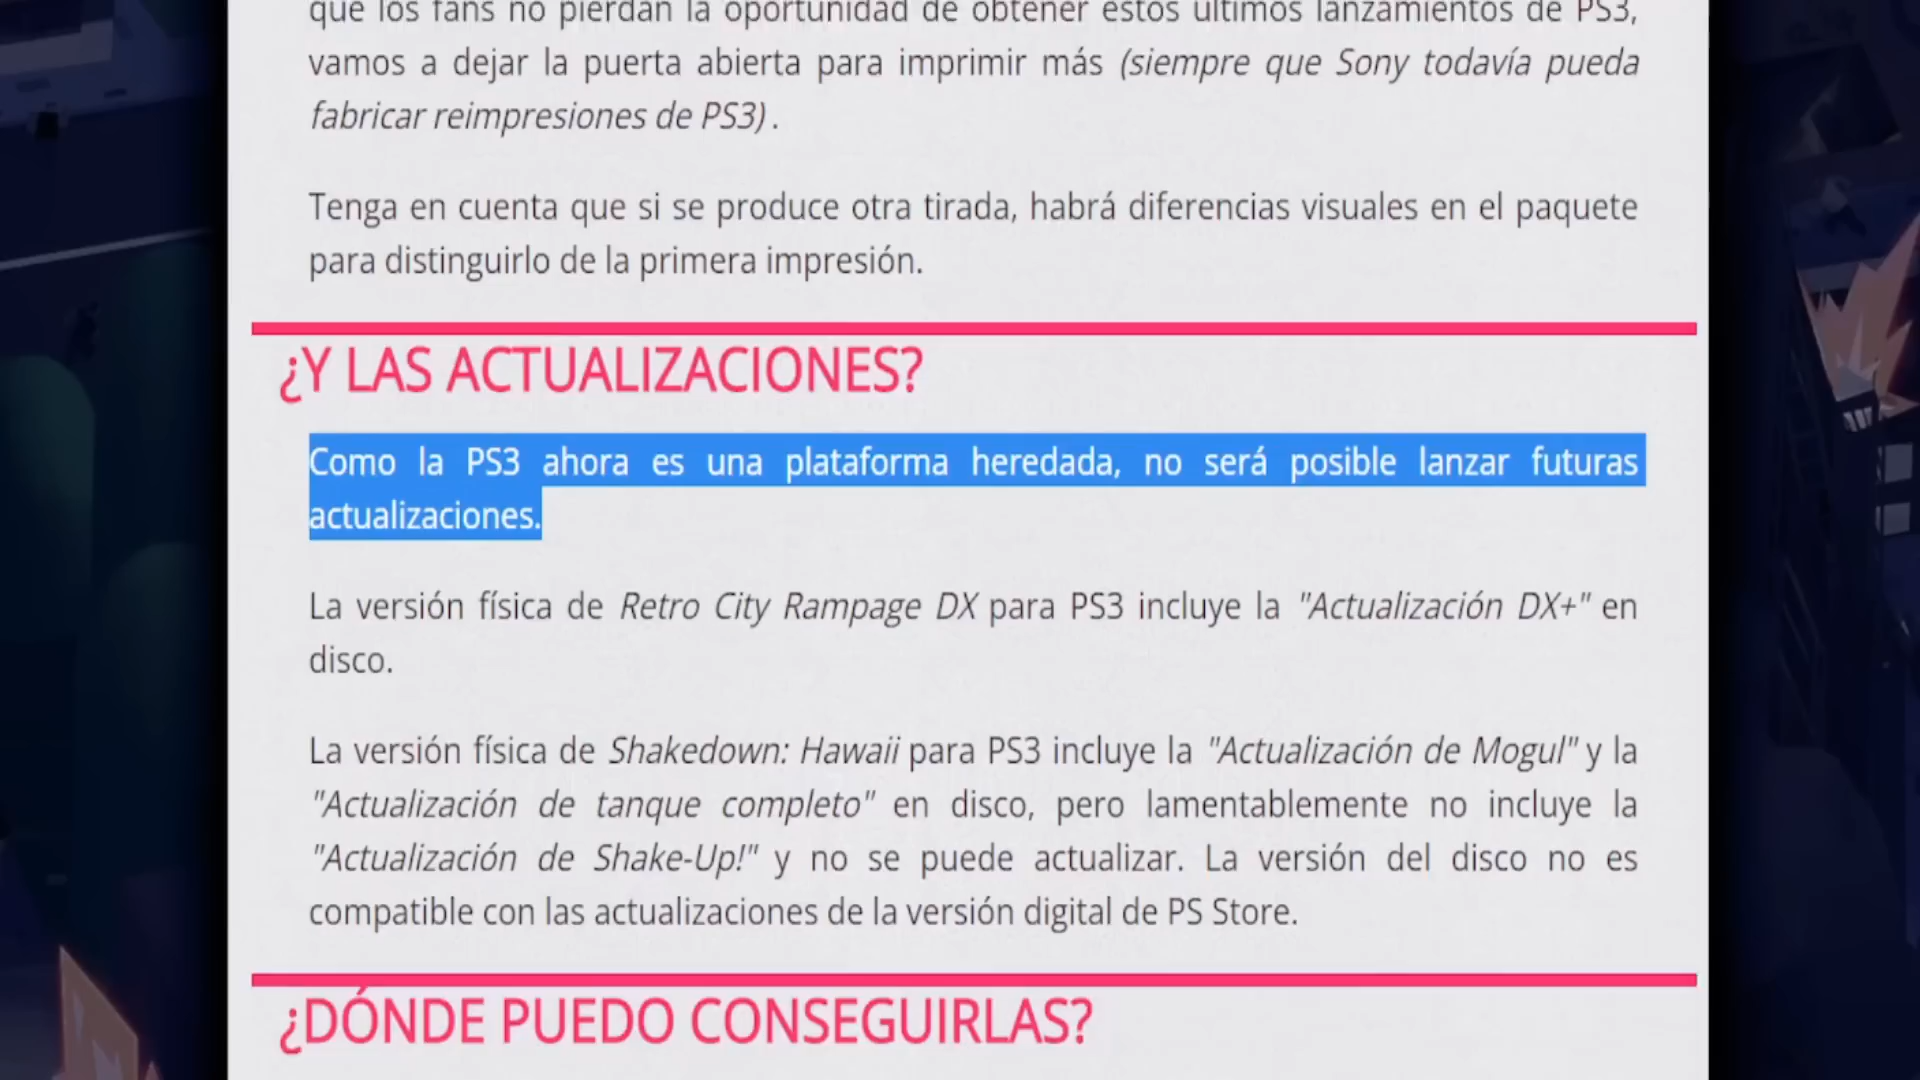 que los fans no pierdan la oportunidad de obtener estos últimos lanzamientos de PS3,
vamos a dejar la puerta abierta para imprimir más (siempre que Sony todavía pueda
fabricar reimpresiones de PS3) .
Tenga en cuenta que si se produce otra tirada, habrá diferencias visuales en el paquete
para distinguirlo de la primera impresión.
¿Y LAS ACTUALIZACIONES?
Como la PS3 ahora es una plataforma heredada, no será posible lanzar futuras
actualizaciones.
La versión física de Retro City Rampage DX para PS3 incluye la "Actualización DX+" en
disco.
La versión física de Shakedown: Hawaii para PS3 incluye la "Actualización de Mogul" y la
"Actualización de tanque completo" en disco, pero lamentablemente no incluye la
"Actualización de Shake-Up!" y no se puede actualizar. La versión del disco no es
compatible con las actualizaciones de la versión digital de PS Store.
¿DÓNDE PUEDO CONSEGUIRLAS?